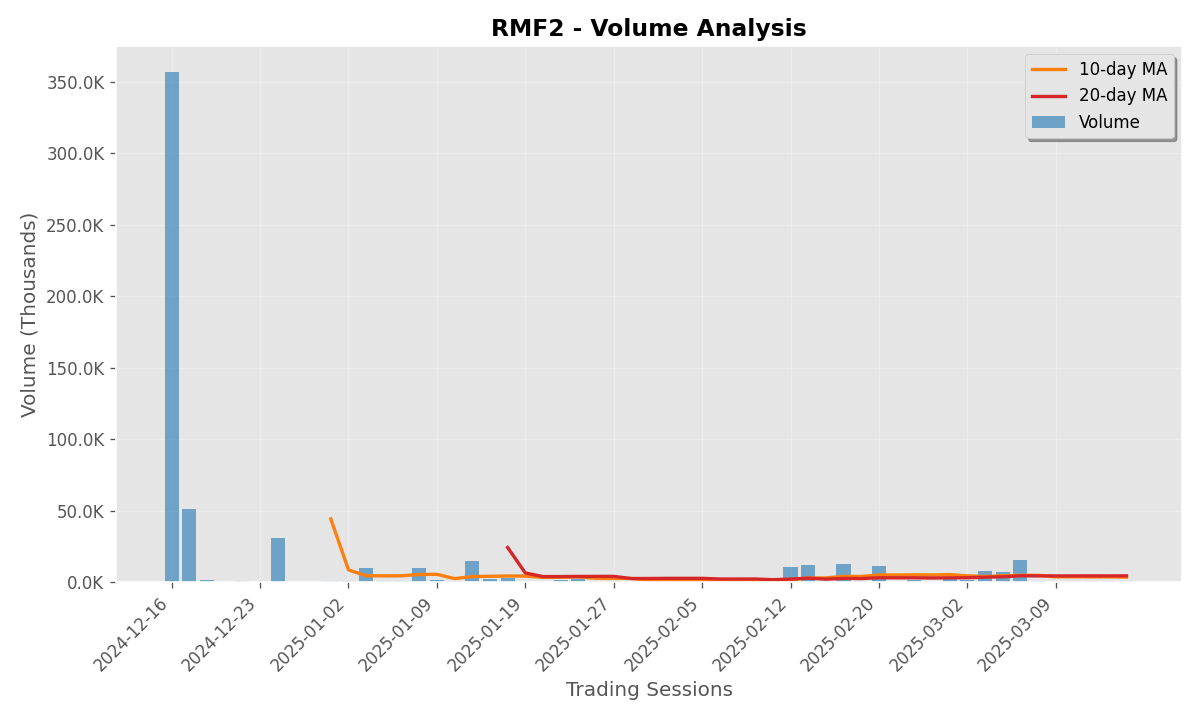 RMF2 - Volume Analysis
10-day MA
20-day MA
Volume
Volume (Thousands)
350.0K
300.0K
250.0K
200.0K
150.0K
100.0K
50.0K
0.0K
2024-12-16
2024-12-23
2025-01-02
2025-01-09
2025-01-19
2025-01-27
2025-02-05
2025-02-12
2025-02-20
2025-03-02
2025-03-09
Trading Sessions